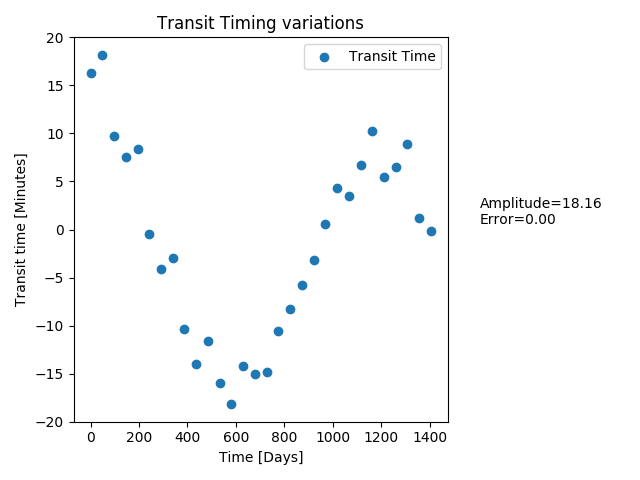 Transit Timing variations
Transit Time
Transit time [Minutes]
20
15
10
5
0
−5
−10
−15
−20
0 200 400 600 800 1000 1200 1400
Time [Days]
Amplitude=18.16
Error=0.00